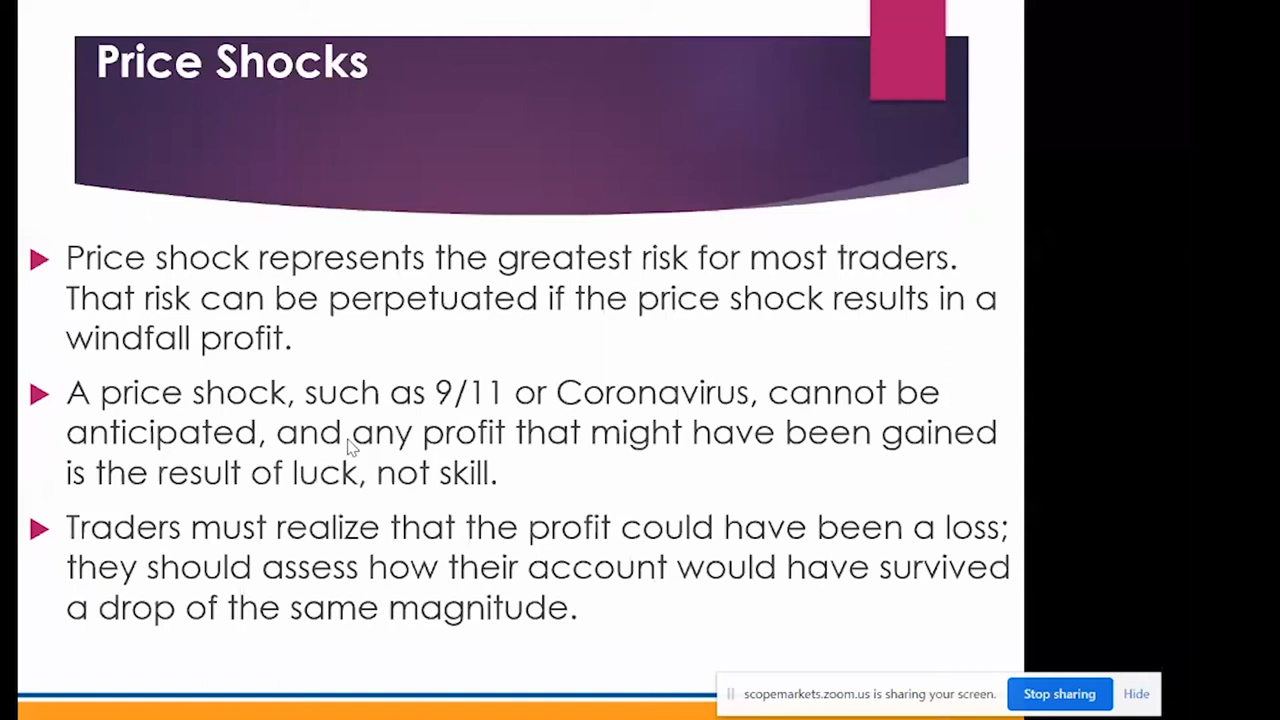 Price Shocks
Price shock represents the greatest risk for most traders.
That risk can be perpetuated if the price shock results in a
windfall profit.
A price shock, such as 9/11 or Coronavirus, cannot be
anticipated, and any profit that might have been gained
is the result of luck, not skill.
Traders must realize that the profit could have been a loss;
they should assess how their account would have survived
a drop of the same magnitude.
scopemarkets.zoom.us is sharing your screen. Stop sharing Hide